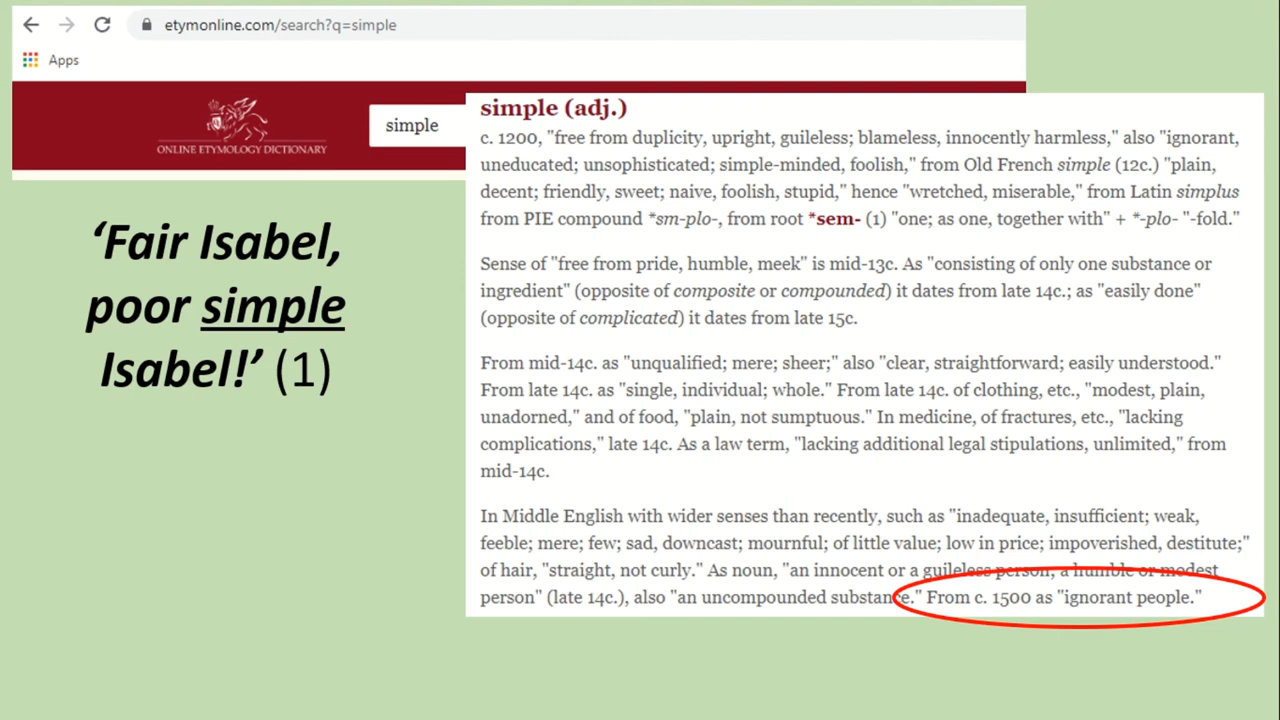 etymonline.com/search?q=simple
Apps
ONLINE ETYMOLOGY DICTIONARY
simple
‘Fair Isabel,
poor simple
Isabel!’ (1)
simple (adj.)
c. 1200, "free from duplicity, upright, guileless; blameless, innocently harmless," also "ignorant,
uneducated; unsophisticated; simple-minded, foolish," from Old French simple (12c.) "plain,
decent; friendly, sweet; naive, foolish, stupid," hence "wretched, miserable," from Latin simplus
from PIE compound *sm-plo-, from root *sem- (1) "one; as one, together with" + *-plo- "-fold."
Sense of "free from pride, humble, meek" is mid-13c. As "consisting of only one substance or
ingredient" (opposite of composite or compounded) it dates from late 14c.; as "easily done"
(opposite of complicated) it dates from late 15c.
From mid-14c. as "unqualified; mere; sheer;" also "clear, straightforward; easily understood."
From late 14c. as "single, individual; whole." From late 14c. of clothing, etc., "modest, plain,
unadorned," and of food, "plain, not sumptuous." In medicine, of fractures, etc., "lacking
complications," late 14c. As a law term, "lacking additional legal stipulations, unlimited," from
mid-14c.
In Middle English with wider senses than recently, such as "inadequate, insufficient; weak,
feeble; mere; few; sad, downcast; mournful; of little value; low in price; impoverished, destitute;"
of hair, "straight, not curly." As noun, "an innocent or a guileless person, a humble or modest
person" (late 14c.), also "an uncompounded substance." From c. 1500 as "ignorant people."